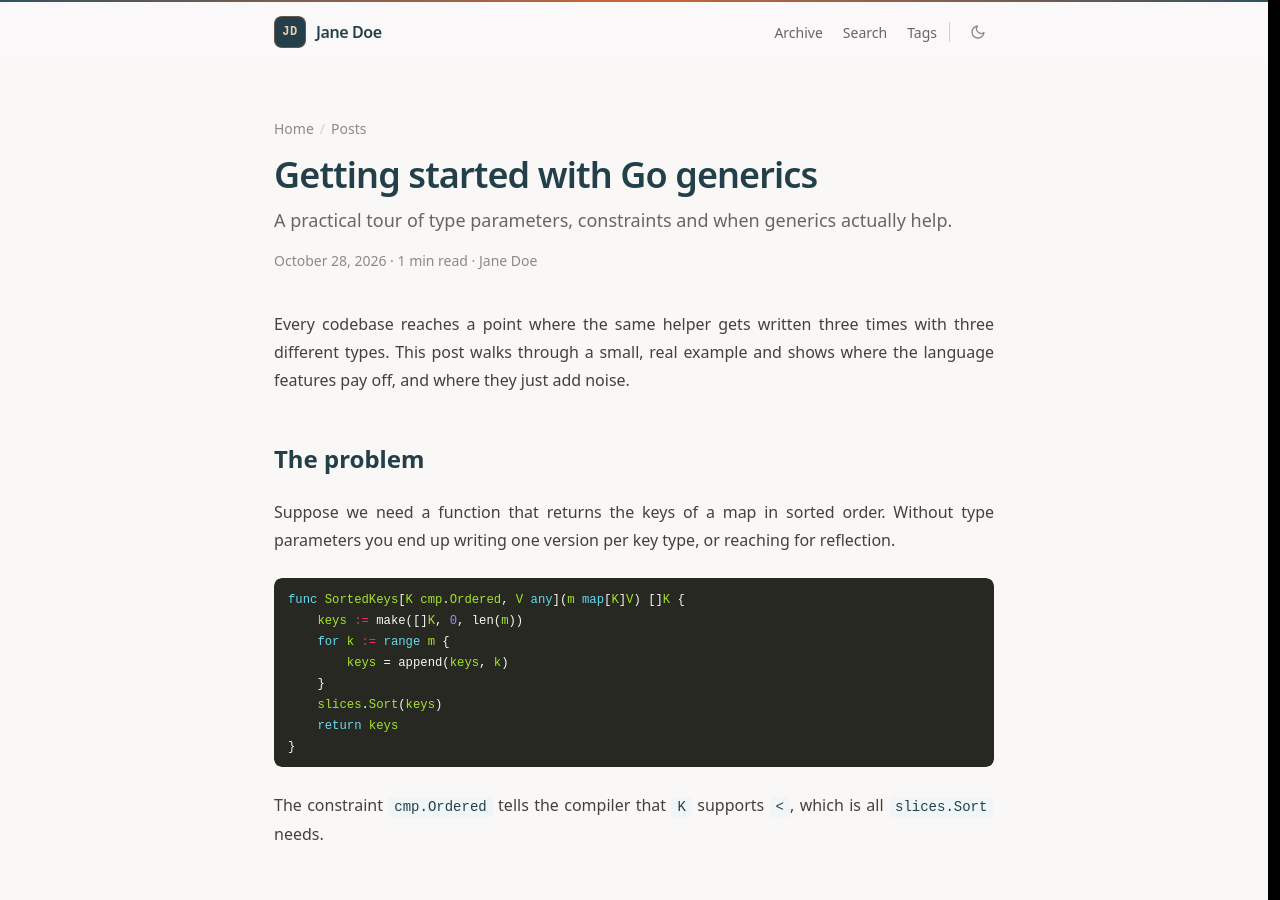 JD Jane Doe Archive Search Tags
Home / Posts
Getting started with Go generics
A practical tour of type parameters, constraints and when generics actually help.
October 28, 2026 · 1 min read · Jane Doe
Every codebase reaches a point where the same helper gets written three times with three
different types. This post walks through a small, real example and shows where the language
features pay off, and where they just add noise.
The problem
Suppose we need a function that returns the keys of a map in sorted order. Without type
parameters you end up writing one version per key type, or reaching for reflection.
func SortedKeys[K cmp.Ordered, V any](m map[K]V) []K {
    keys := make([]K, 0, len(m))
    for k := range m {
        keys = append(keys, k)
    }
    slices.Sort(keys)
    return keys
}
The constraint cmp.Ordered tells the compiler that K supports <, which is all slices.Sort
needs.